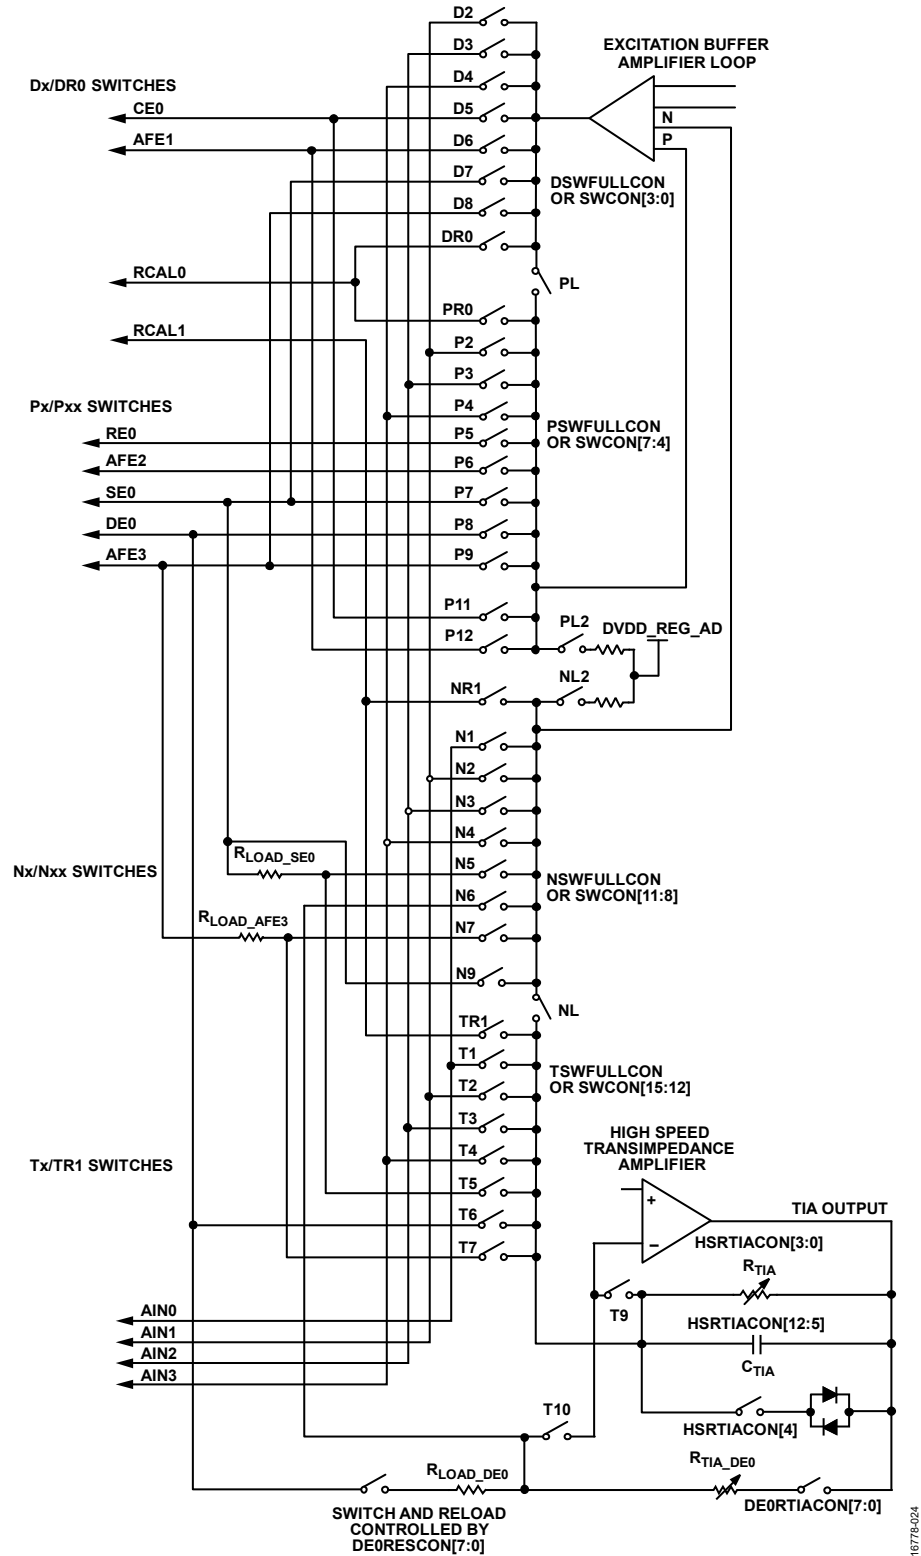 D2
EXCITATION BUFFER
AMPLIFIER LOOP
D3
Dx/DR0 SWITCHES
D4
CE0
D5
N
AFE1
D6
P
D7
DSWFULLCON
OR SWCON[3:0]
D8
DR0
RCAL0
PL
PR0
RCAL1
P2
P3
Px/Pxx SWITCHES
P4
PSWFULLCON
OR SWCON[7:4]
RE0
P5
AFE2
P6
SE0
P7
DE0
P8
AFE3
P9
P11
PL2
DVDD_REG_AD
P12
NR1
NL2
N1
N2
N3
N4
Nx/Nxx SWITCHES
RLOAD_SE0
N5
NSWFULLCON
OR SWCON[11:8]
N6
RLOAD_AFE3
N7
N9
NL
TR1
T1
TSWFULLCON
OR SWCON[15:12]
T2
T3
HIGH SPEED
TRANSIMPEDANCE
AMPLIFIER
Tx/TR1 SWITCHES
T4
T5
+
TIA OUTPUT
T6
HSRTIACON[3:0]
T7
–
RTIA
AIN0
T9
HSRTIACON[12:5]
AIN1
AIN2
CTIA
AIN3
T10
HSRTIACON[4]
RLOAD_DE0
RTIA_DE0
DE0RTIACON[7:0]
SWITCH AND RELOAD
CONTROLLED BY
DE0RESCON[7:0]
16778-024